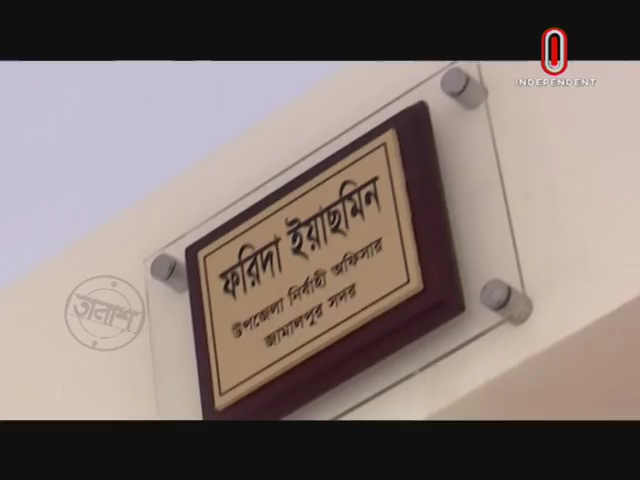 INDEPENDENT
ফরিদা ইয়াছমিন
উপজেলা নির্বাহী অফিসার
জামালপুর সদর
তালাশ